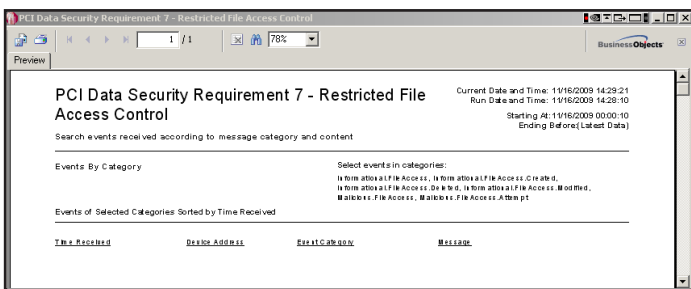 PCI Data Security Requirement 7 - Restricted File Access Control
1 / 1
78%
BusinessObjects
Preview
PCI Data Security Requirement 7 - Restricted File
Access Control
Current Date and Time: 11/16/2009 14:29:21
Run Date and Time: 11/16/2009 14:28:10
Starting At: 11/16/2009 00:00:10
Ending Before:(Latest Data)
Search events received according to message category and content
Events By Category
Select events in categories:
Informational.FileAccess, Informational.FileAccess.Created,
Informational.FileAccess.Deleted, Informational.FileAccess.Modified,
Malicious.FileAccess, Malicious.FileAccess.Attempt
Events of Selected Categories Sorted by Time Received
Time Received Device Address Event Category Message